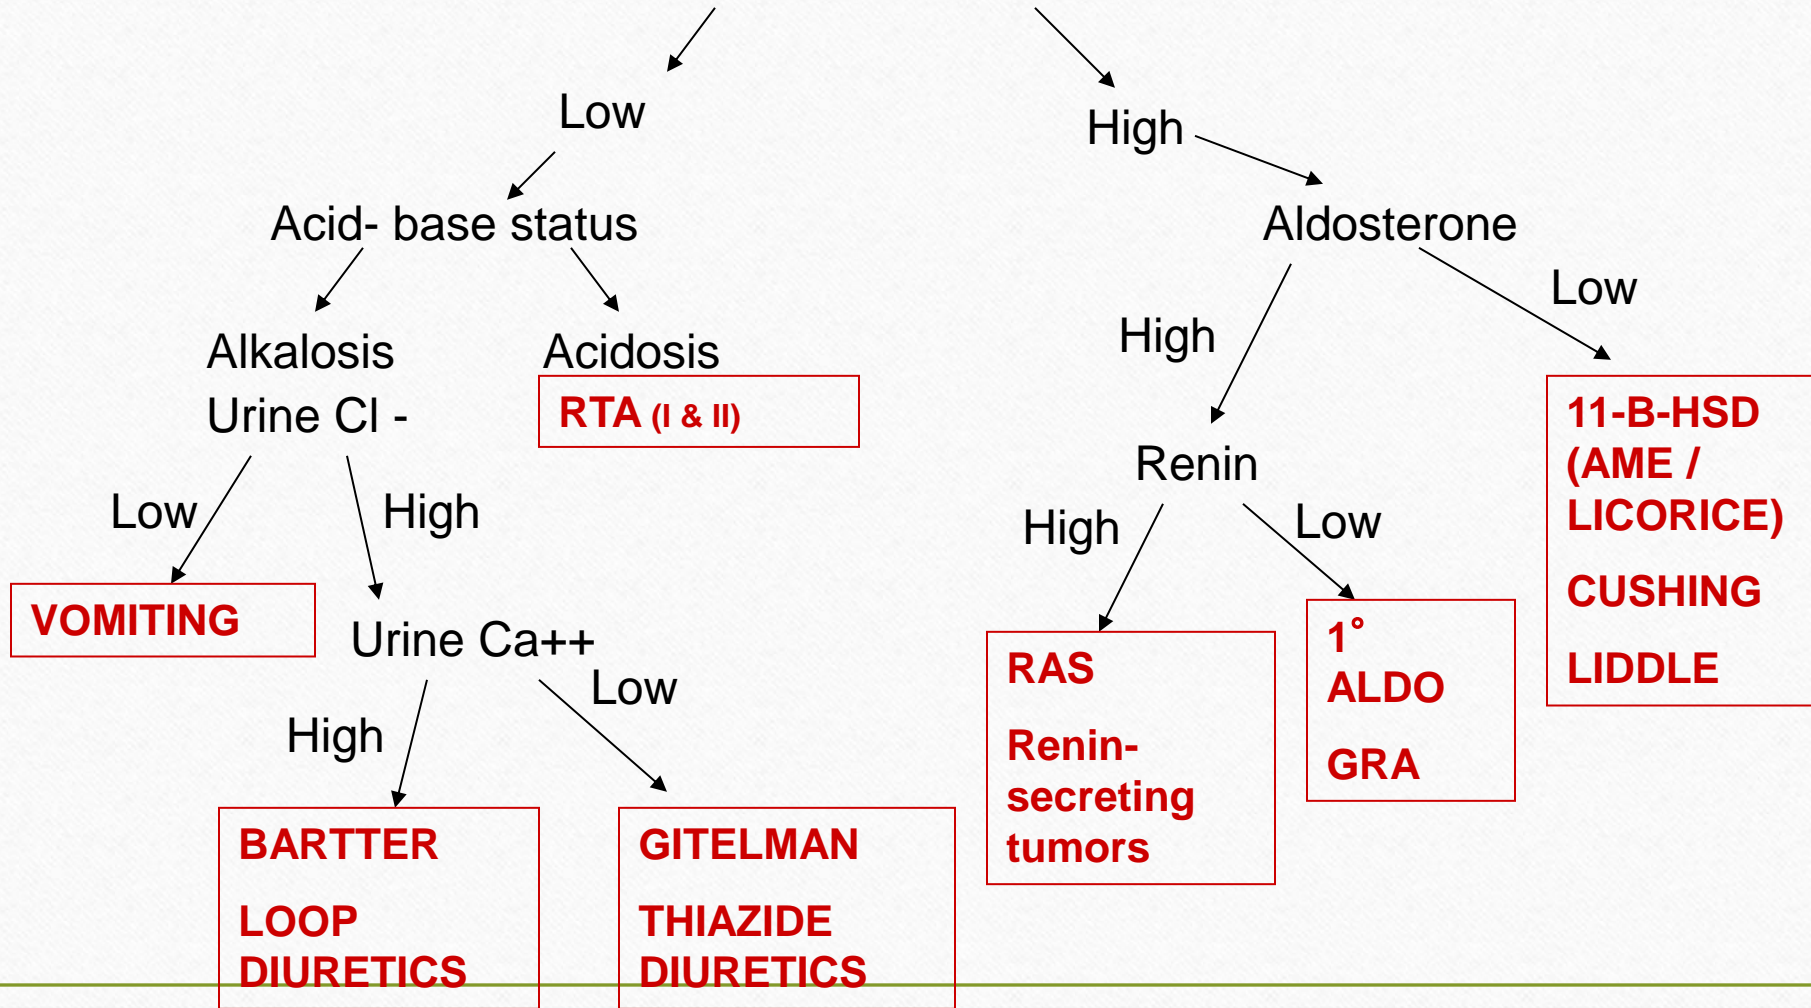 Low
High
Acid- base status
Aldosterone
Low
High
Alkalosis
Acidosis
Urine Cl -
RTA (I & II)
11-B-HSD
(AME /
LICORICE)
CUSHING
LIDDLE
Renin
Low
High
High
Low
VOMITING
Urine Ca++
Low
High
RAS
Renin-
secreting
tumors
1°
ALDO
GRA
BARTTER
LOOP
DIURETICS
GITELMAN
THIAZIDE
DIURETICS